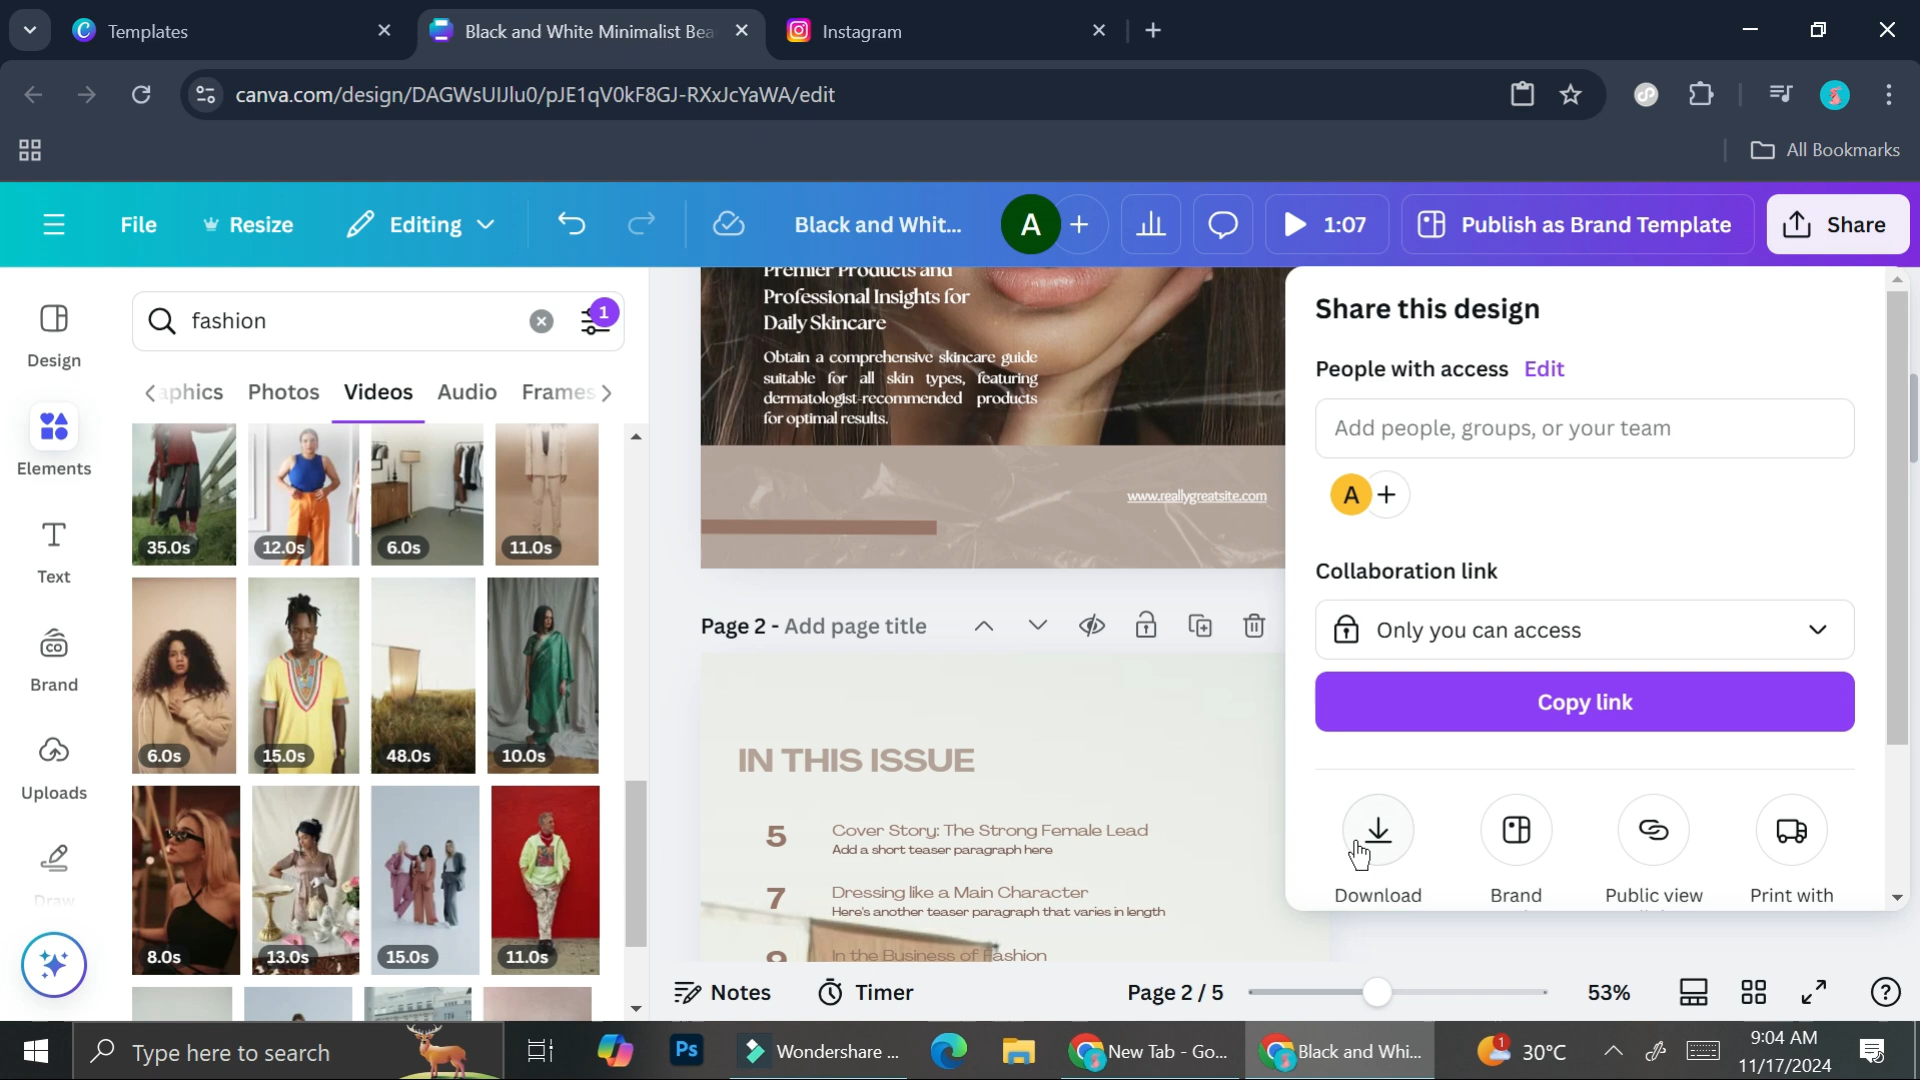 Templates
Black and White Minimalist Bea
Instagram
canva.com/design/DAGWsUIJlu0/pJE1qV0kF8GJ-RXxJcYaWA/edit
All Bookmarks
File
Resize
Editing
Black and Whit...
A
1:07
Publish as Brand Template
Share
fashion
1
Design
Elements
Text
Brand
Uploads
Draw
aphics
Photos
Videos
Audio
Frames
35.0s
12.0s
6.0s
11.0s
6.0s
15.0s
48.0s
10.0s
8.0s
13.0s
15.0s
11.0s
Premier Products and
Professional Insights for
Daily Skincare
Obtain a comprehensive skincare guide
suitable for all skin types, featuring
dermatologist-recommended products
for optimal results.
www.reallygreatsite.com
Page 2 - Add page title
IN THIS ISSUE
5
Cover Story: The Strong Female Lead
Add a short teaser paragraph here
7
Dressing like a Main Character
Here's another teaser paragraph that varies in length
9
In the Business of Fashion
Share this design
People with access Edit
Add people, groups, or your team
A
Collaboration link
Only you can access
Copy link
Download
Brand
Public view
Print with
Notes
Timer
Page 2 / 5
53%
Type here to search
Ps
Wondershare ...
New Tab - Go...
Black and Whi...
1
30°C
9:04 AM
11/17/2024